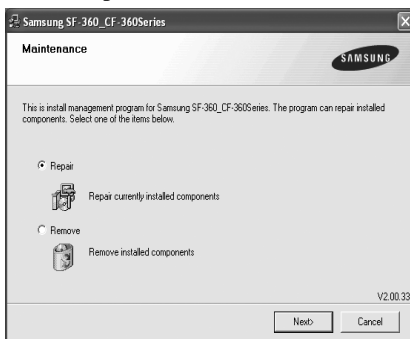 Samsung SF-360_CF-360Series
Maintenance
SAMSUNG
This is install management program for Samsung SF-360_CF-360Series. The program can repair installed
components. Select one of the items below.
Repair
Repair currently installed components
Remove
Remove installed components
V2.00.33
Next>
Cancel